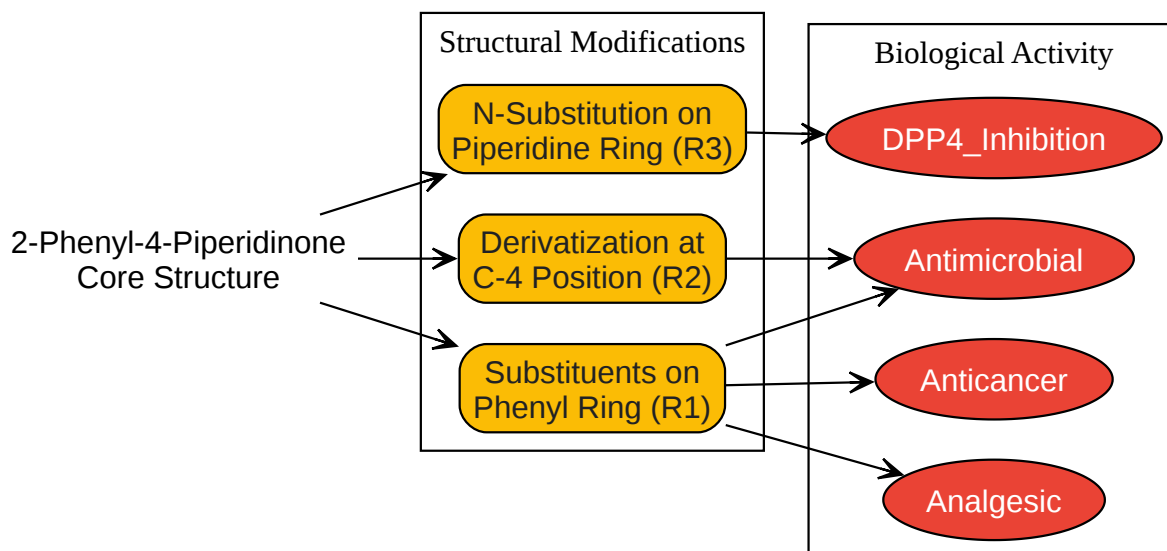 Structural Modifications
Biological Activity
N-Substitution on
Piperidine Ring (R3)
DPP4_Inhibition
2-Phenyl-4-Piperidinone
Core Structure
Derivatization at
C-4 Position (R2)
Antimicrobial
Substituents on
Phenyl Ring (R1)
Anticancer
Analgesic